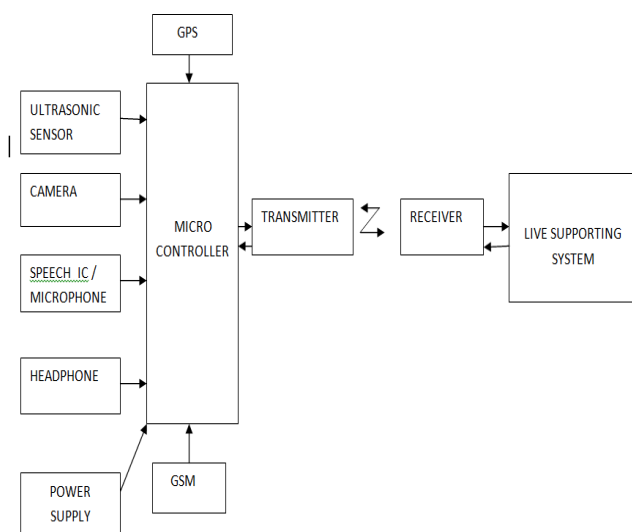 GPS
ULTRASONIC
SENSOR
CAMERA
SPEECH IC /
MICROPHONE
HEADPHONE
POWER
SUPPLY
MICRO
CONTROLLER
GSM
TRANSMITTER
RECEIVER
LIVE SUPPORTING
SYSTEM